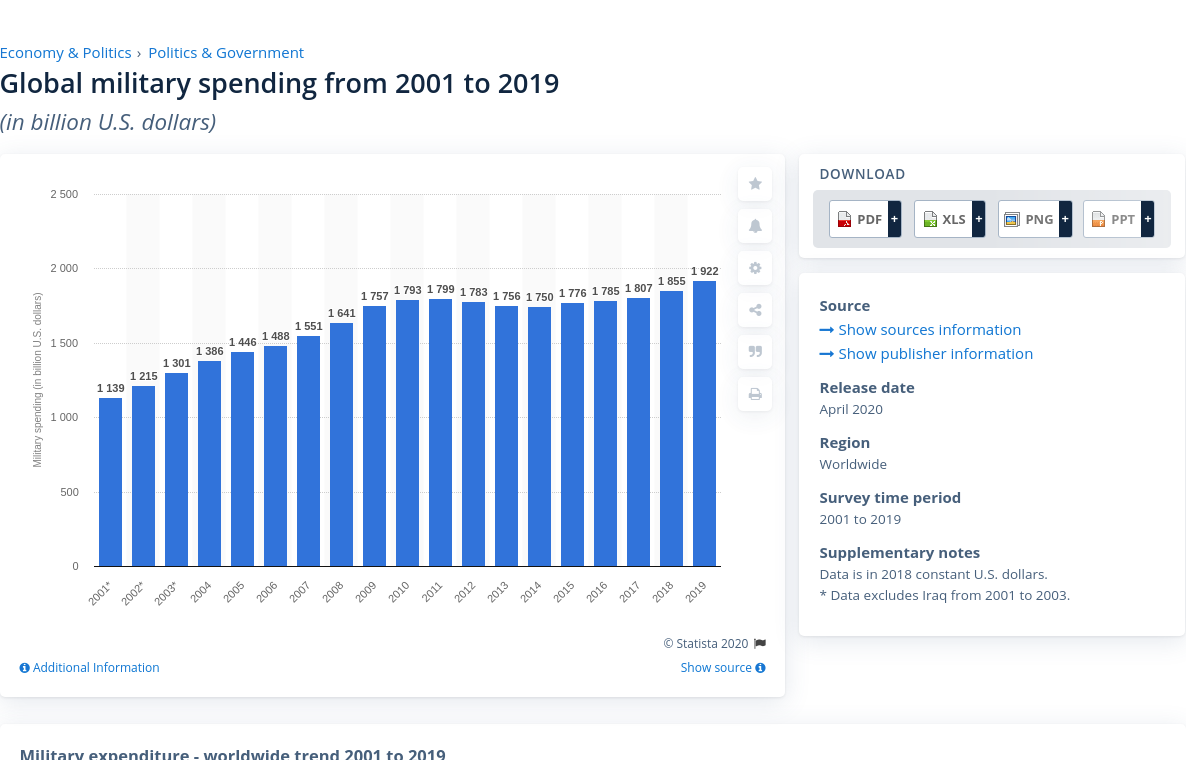 Economy & Politics › Politics & Government
Global military spending from 2001 to 2019
(in billion U.S. dollars)
2 500
2 000
1 500
1 000
500
0
Military spending (in billion U.S. dollars)
1 139
1 215
1 301
1 386
1 446
1 488
1 551
1 641
1 757
1 793
1 799
1 783
1 756
1 750
1 776
1 785
1 807
1 855
1 922
2001*
2002*
2003*
2004
2005
2006
2007
2008
2009
2010
2011
2012
2013
2014
2015
2016
2017
2018
2019
© Statista 2020
Additional Information
Show source
DOWNLOAD
PDF + XLS + PNG + PPT +
Source
Show sources information
Show publisher information
Release date
April 2020
Region
Worldwide
Survey time period
2001 to 2019
Supplementary notes
Data is in 2018 constant U.S. dollars.
* Data excludes Iraq from 2001 to 2003.
Military expenditure - worldwide trend 2001 to 2019